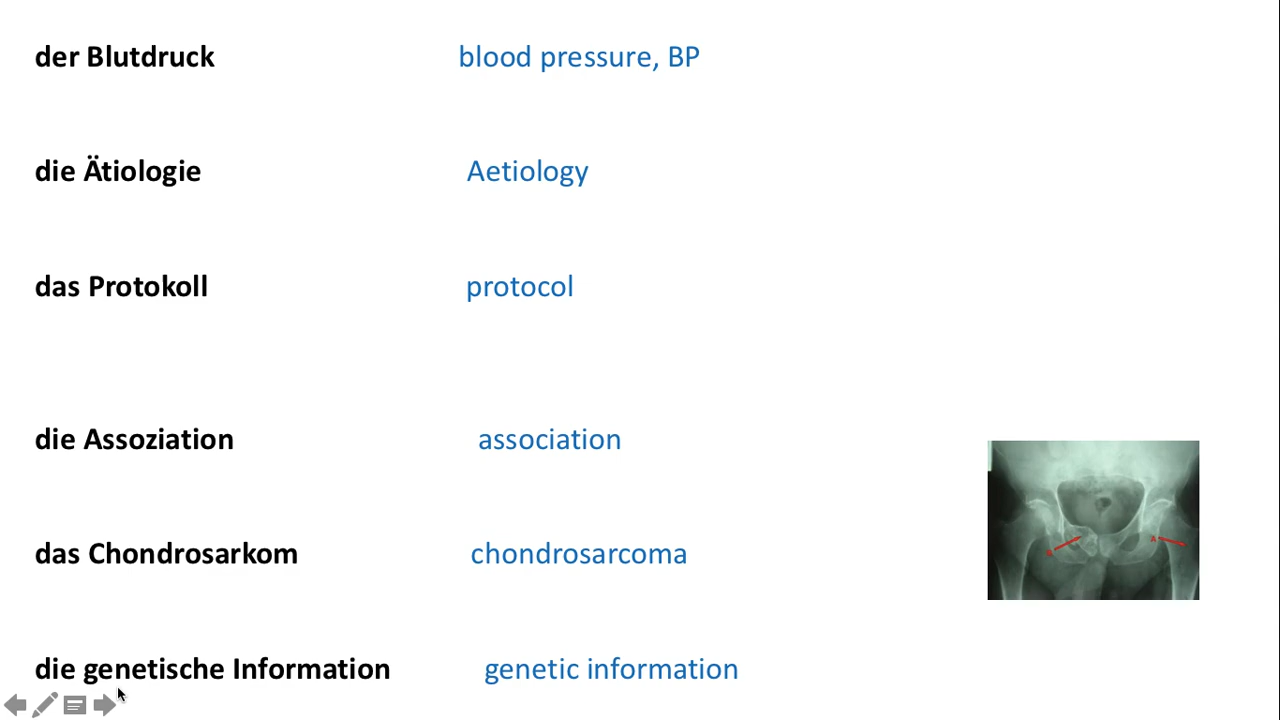 der Blutdruck blood pressure, BP
die Ätiologie Aetiology
das Protokoll protocol
die Assoziation association
das Chondrosarkom chondrosarcoma
die genetische Information genetic information